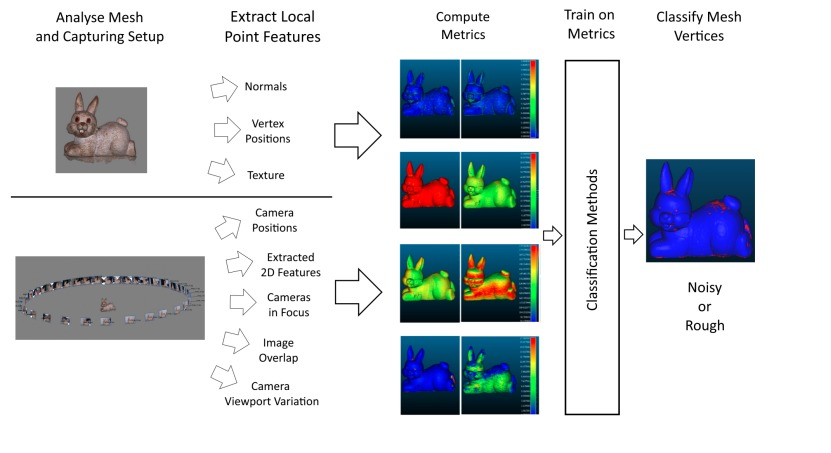 Analyse Mesh
and Capturing Setup
Extract Local
Point Features
Compute
Metrics
Train on
Metrics
Classify Mesh
Vertices
Normals
Vertex
Positions
Texture
Camera
Positions
Extracted
2D Features
Cameras
in Focus
Image
Overlap
Camera
Viewport Variation
Classification Methods
Noisy
or
Rough